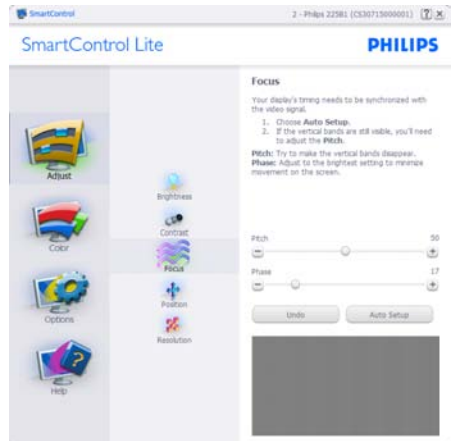 SmartControl
2 - Philips 225B1 (CS30715000001)
SmartControl Lite
PHILIPS
Adjust
Color
Options
Help
Brightness
Contrast
Focus
Position
Resolution
Focus
Your display's timing needs to be synchronized with
the video signal.
1. Choose Auto Setup.
2. If the vertical bands are still visible, you'll need
to adjust the Pitch.
Pitch: Try to make the vertical bands disappear.
Phase: Adjust to the brightest setting to minimize
movement on the screen.
Pitch 50
Phase 17
Undo
Auto Setup